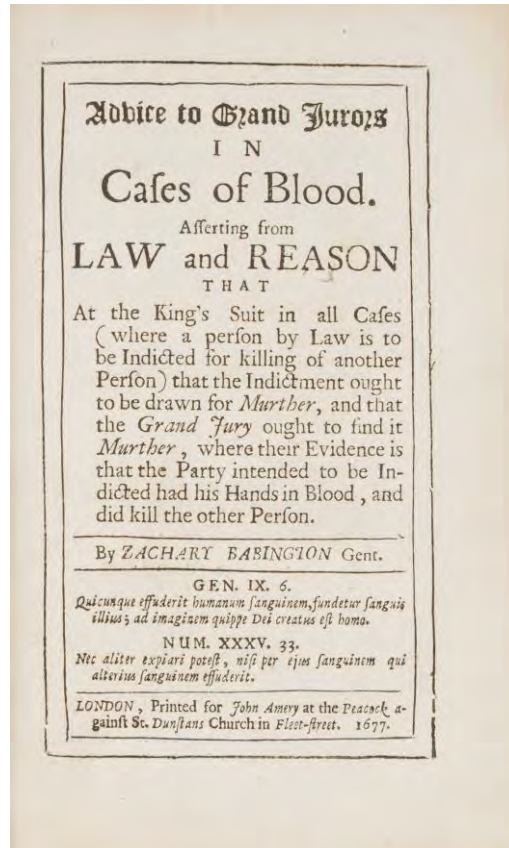 Advice to Grand Jurors
IN
Caſes of Blood.
Aſſerting from
LAW and REASON
THAT
At the King's Suit in all Caſes
(where a perſon by Law is to
be Indicted for killing of another
Perſon) that the Indictment ought
to be drawn for Murther, and that
the Grand Jury ought to find it
Murther, where their Evidence is
that the Party intended to be In-
dicted had his Hands in Blood, and
did kill the other Perſon.
By ZACHARY BABINGTON Gent.
GEN. IX. 6.
Quicunque effuderit humanum ſanguinem, fundetur ſanguis
illius; ad imaginem quippe Dei creatus eſt homo.
NUM. XXXV. 33.
Nec aliter expiari poteſt, niſi per ejus ſanguinem qui
alterius ſanguinem effuderit.
LONDON, Printed for John Amery at the Peacock a-
gainſt St. Dunſtans Church in Fleet-ſtreet. 1677.